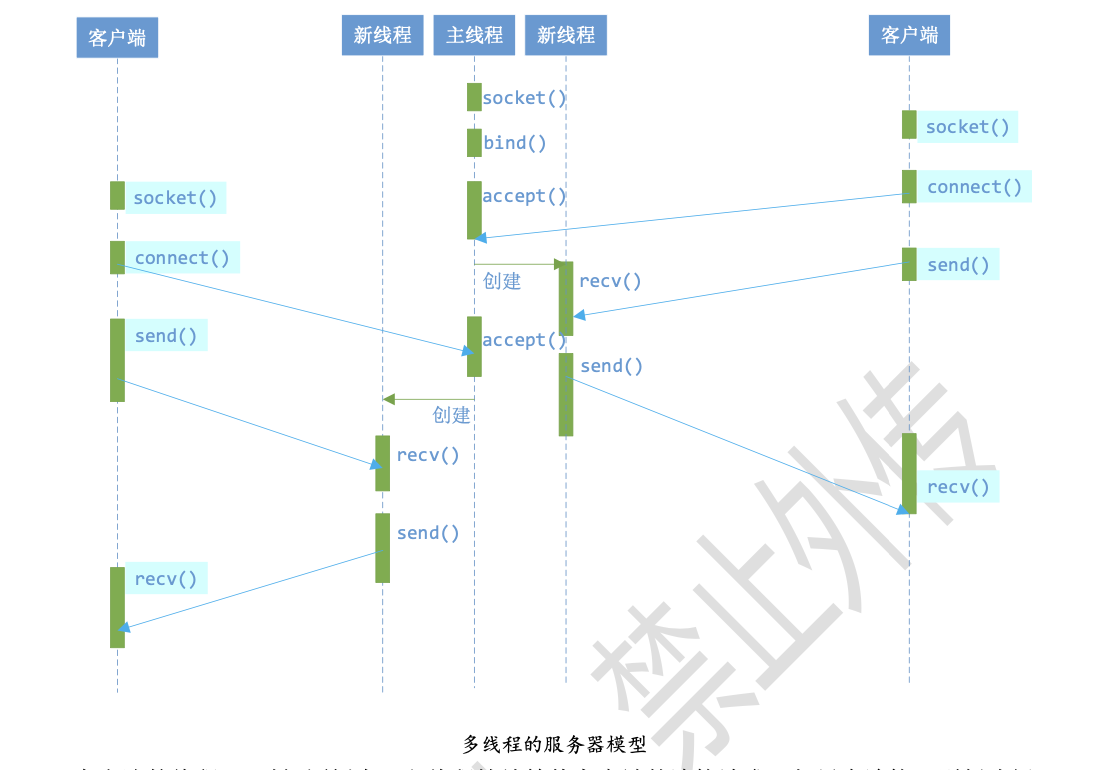 客户端 新线程 主线程 新线程 客户端
socket()
socket()
bind()
connect()
accept()
socket()
connect()
send()
创建
recv()
send()
accept()
send()
创建
recv()
recv()
send()
recv()
禁止外传
多线程的服务器模型